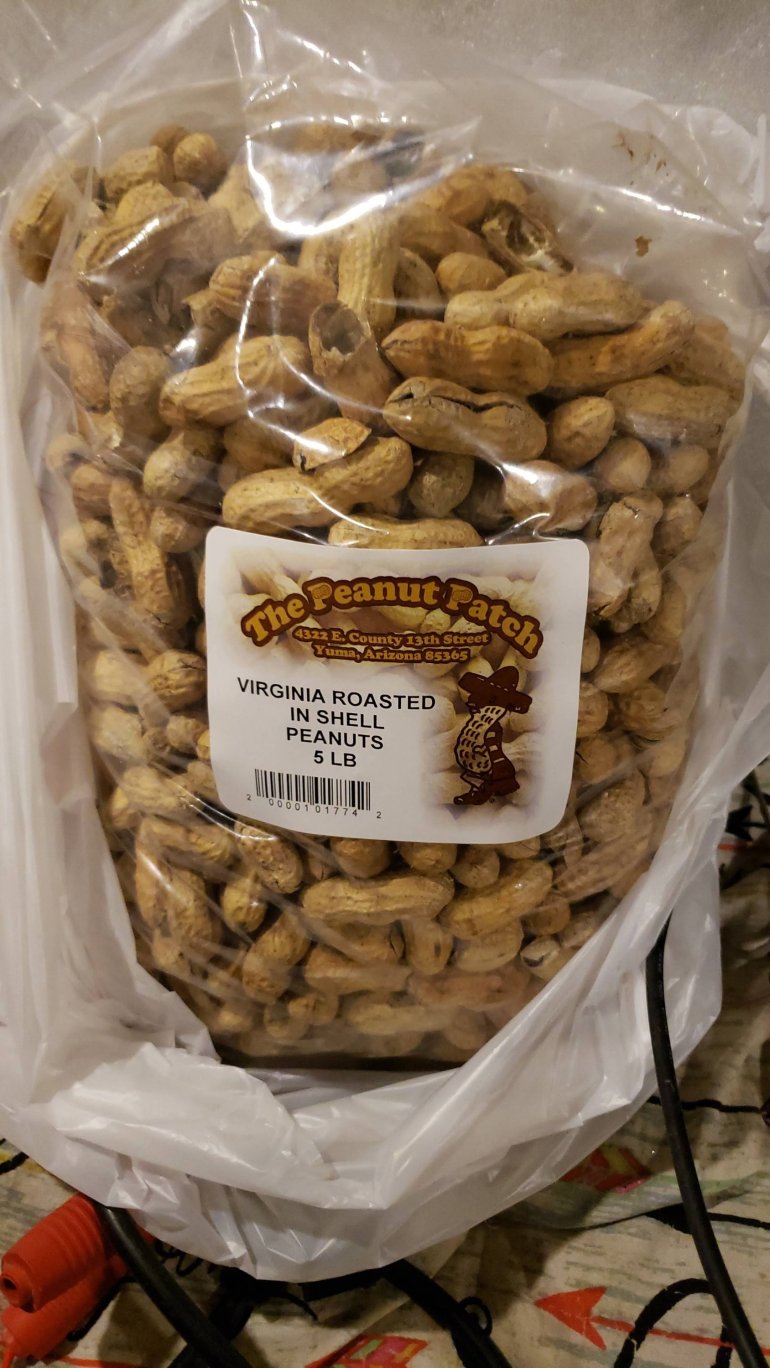 The Peanut Patch
4322 E. County 13th Street
Yuma, Arizona 85365
VIRGINIA ROASTED
IN SHELL
PEANUTS
5 LB
2 0000101774 2